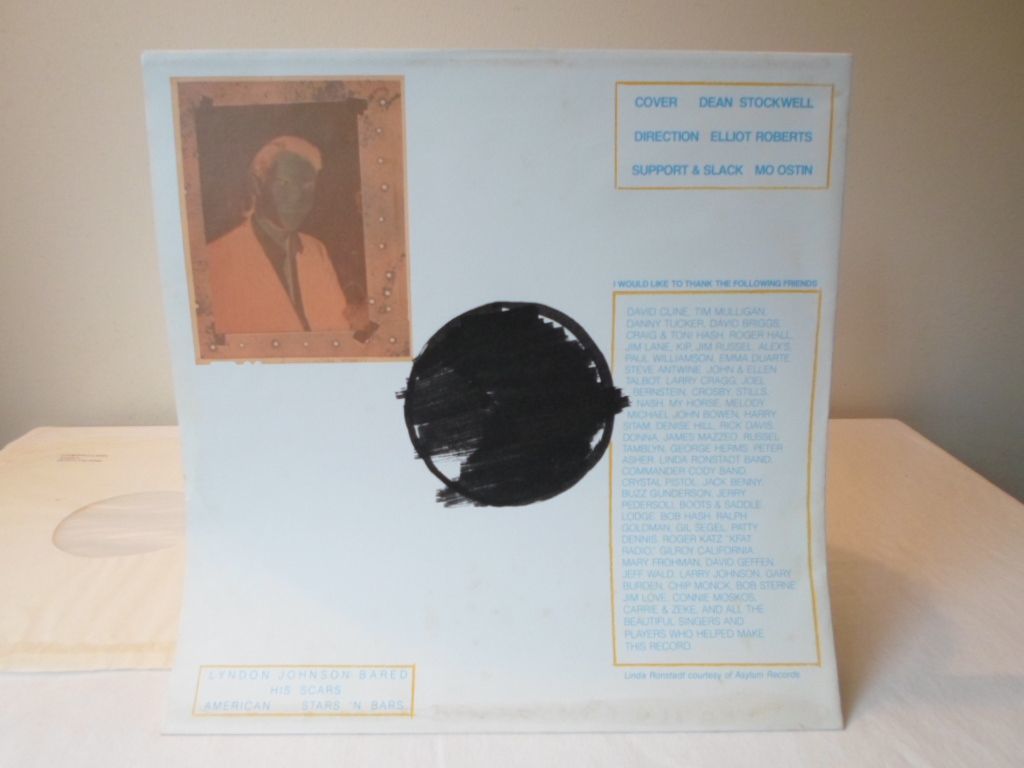 COVER DEAN STOCKWELL
DIRECTION ELLIOT ROBERTS
SUPPORT & SLACK MO OSTIN
I WOULD LIKE TO THANK THE FOLLOWING FRIENDS
DAVID CLINE, TIM MULLIGAN,
DANNY TUCKER, DAVID BRIGGS,
CRAIG & TONI HASH, ROGER HALL,
JIM LANE, KIP, JIM RUSSEL, ALEX'S,
PAUL WILLIAMSON, EMMA DUARTE
STEVE ANTWINE, JOHN & ELLEN
TALBOT, LARRY CRAGG, JOEL
BERNSTEIN, CROSBY, STILLS,
NASH, MY HORSE, MELODY
MICHAEL JOHN BOWEN, HARRY
SITAM, DENISE HILL, RICK DAVIS,
DONNA, JAMES MAZZEO, RUSSEL
TAMBLYN, GEORGE HERMS, PETER
ASHER, LINDA RONSTADT BAND,
COMMANDER CODY BAND,
CRYSTAL PISTOL, JACK BENNY,
BUZZ GUNDERSON, JERRY
PEDERSOLI, BOOTS & SADDLE
LODGE, BOB HASH, RALPH
GOLDMAN, GIL SEGEL, PATTY
DENNIS, ROGER KATZ "KFAT
RADIO," GILROY CALIFORNIA
MARY FROHMAN, DAVID GEFFEN,
JEFF WALD, LARRY JOHNSON, GARY
BURDEN, CHIP MONCK, BOB STERNE
JIM LOVE, CONNIE MOSKOS,
CARRIE & ZEKE, AND ALL THE
BEAUTIFUL SINGERS AND
PLAYERS WHO HELPED MAKE
THIS RECORD.
Linda Ronstadt courtesy of Asylum Records
LYNDON JOHNSON BARED
HIS SCARS
AMERICAN STARS 'N BARS